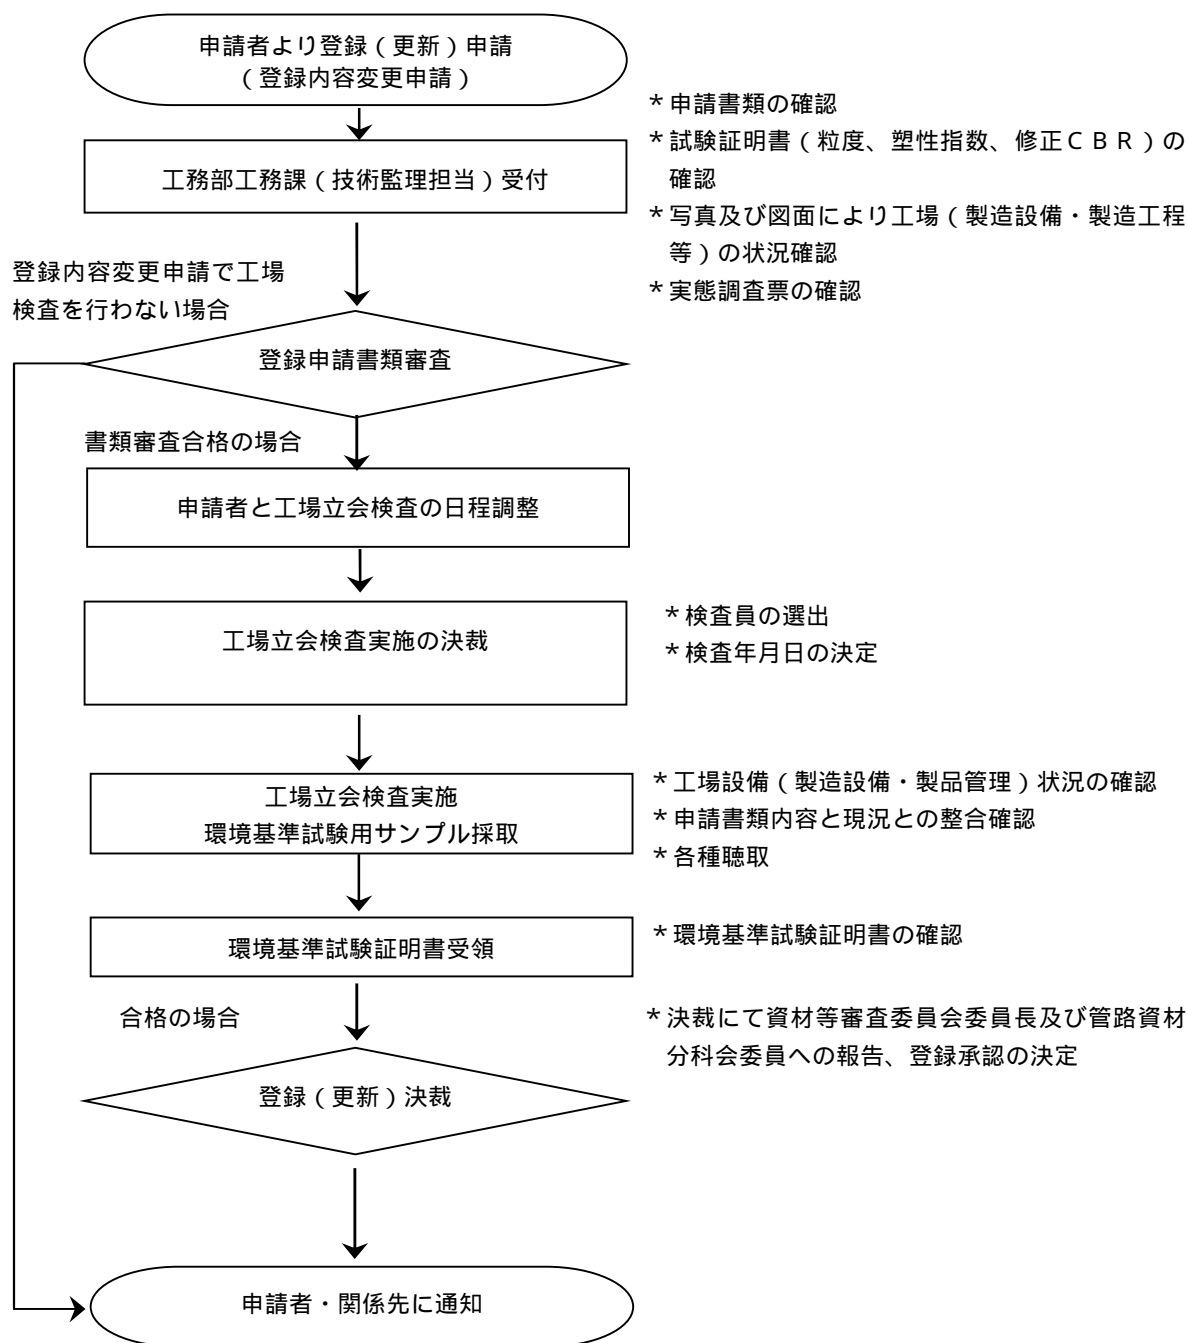 申請者より登録（更新）申請
（登録内容変更申請）
＊申請書類の確認
＊試験証明書（粒度、塑性指数、修正ＣＢＲ）の
確認
＊写真及び図面により工場（製造設備・製造工程
等）の状況確認
＊実態調査票の確認
工務部工務課（技術監理担当）受付
登録内容変更申請で工場
検査を行わない場合
登録申請書類審査
書類審査合格の場合
申請者と工場立会検査の日程調整
工場立会検査実施の決裁
＊検査員の選出
＊検査年月日の決定
工場立会検査実施
環境基準試験用サンプル採取
＊工場設備（製造設備・製品管理）状況の確認
＊申請書類内容と現況との整合確認
＊各種聴取
環境基準試験証明書受領
＊環境基準試験証明書の確認
合格の場合
＊決裁にて資材等審査委員会委員長及び管路資材
分科会委員への報告、登録承認の決定
登録（更新）決裁
申請者・関係先に通知